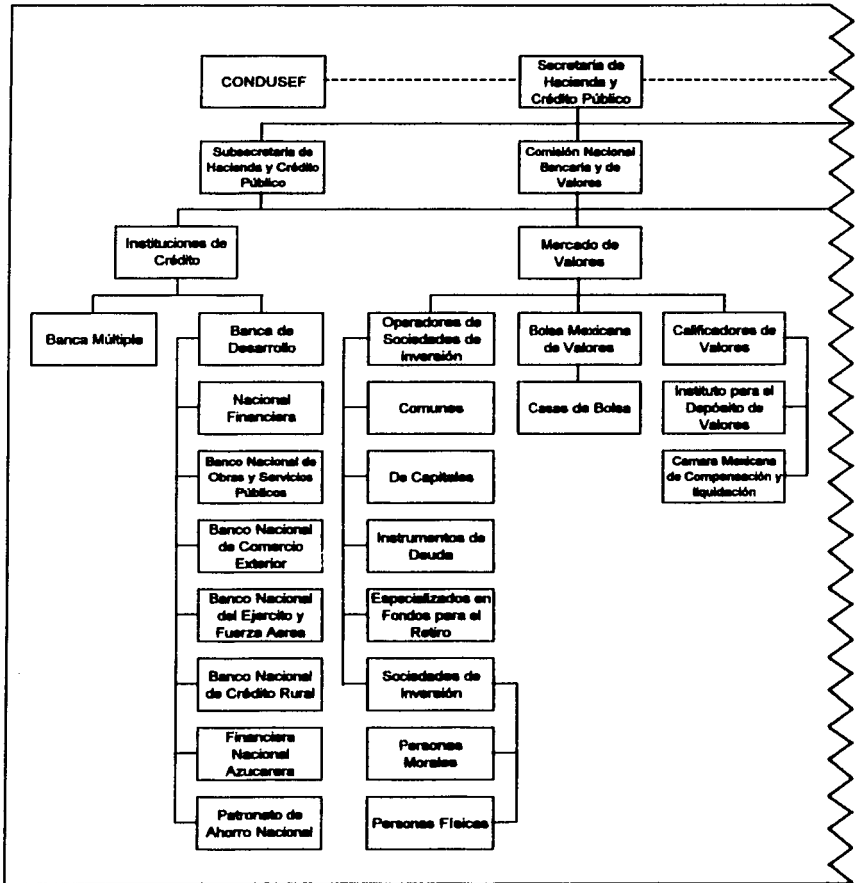 CONDUSEF
Secretaría de
Hacienda y
Crédito Público
Subsecretaría de
Hacienda y Crédito
Público
Comisión Nacional
Bancaria y de
Valores
Instituciones de
Crédito
Mercado de
Valores
Banca Múltiple
Banca de
Desarrollo
Operadores de
Sociedades de
inversión
Bolsa Mexicana
de Valores
Calificadores de
Valores
Nacional
Financiera
Comunes
Casas de Bolsa
Instituto para el
Depósito de
Valores
Banco Nacional de
Obras y Servicios
Públicos
De Capitales
Camara Mexicana
de Compensación y
liquidación
Banco Nacional
de Comercio
Exterior
Instrumentos de
Deuda
Banco Nacional
del Ejercito y
Fuerza Aerea
Especializados en
Fondos para el
Retiro
Banco Nacional
de Crédito Rural
Sociedades de
Inversión
Financiera
Nacional
Azucarera
Personas
Morales
Patronato de
Ahorro Nacional
Personas Físicas